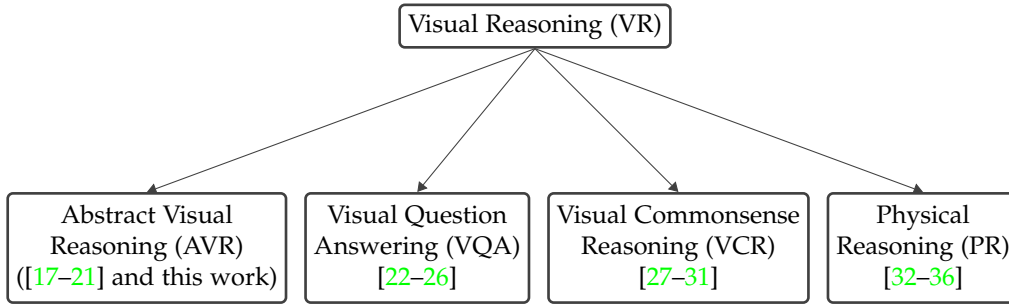 Visual Reasoning (VR)
Abstract Visual
Reasoning (AVR)
([17–21] and this work)
Visual Question
Answering (VQA)
[22–26]
Visual Commonsense
Reasoning (VCR)
[27–31]
Physical
Reasoning (PR)
[32–36]